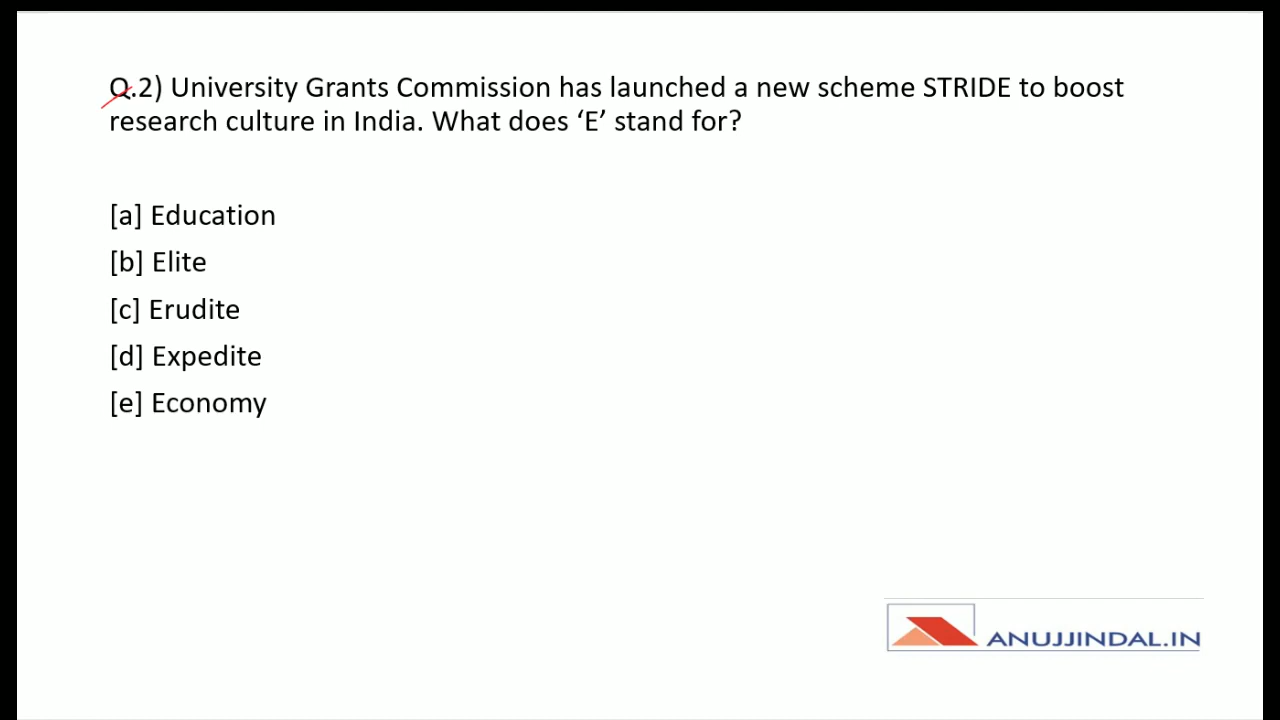 Q.2) University Grants Commission has launched a new scheme STRIDE to boost
research culture in India. What does ‘E’ stand for?
[a] Education
[b] Elite
[c] Erudite
[d] Expedite
[e] Economy
ANUJJINDAL.IN